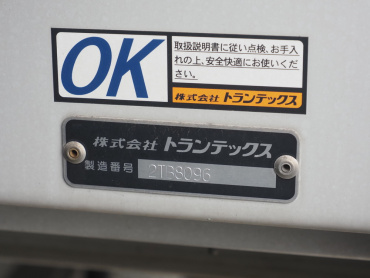 OK
取扱説明書に従い点検、お手入
れの上、安全快適にお使いくだ
さい。
株式会社 トランテックス
株式会社 トランテックス
製造番号 2T38096